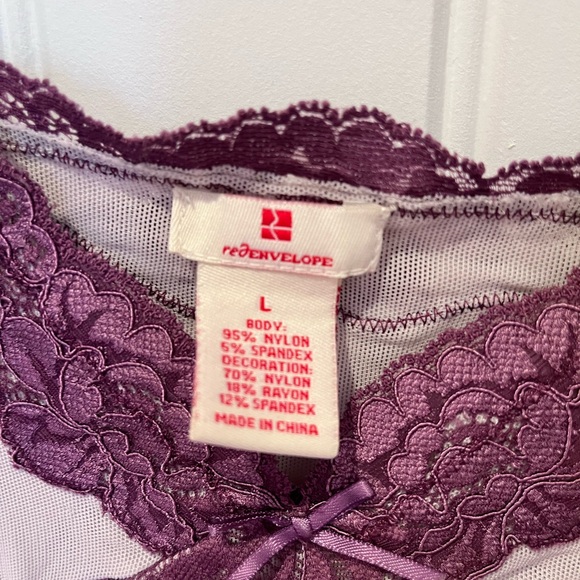 redENVELOPE
L
BODY:
95% NYLON
5% SPANDEX
DECORATION:
70% NYLON
18% RAYON
12% SPANDEX
MADE IN CHINA